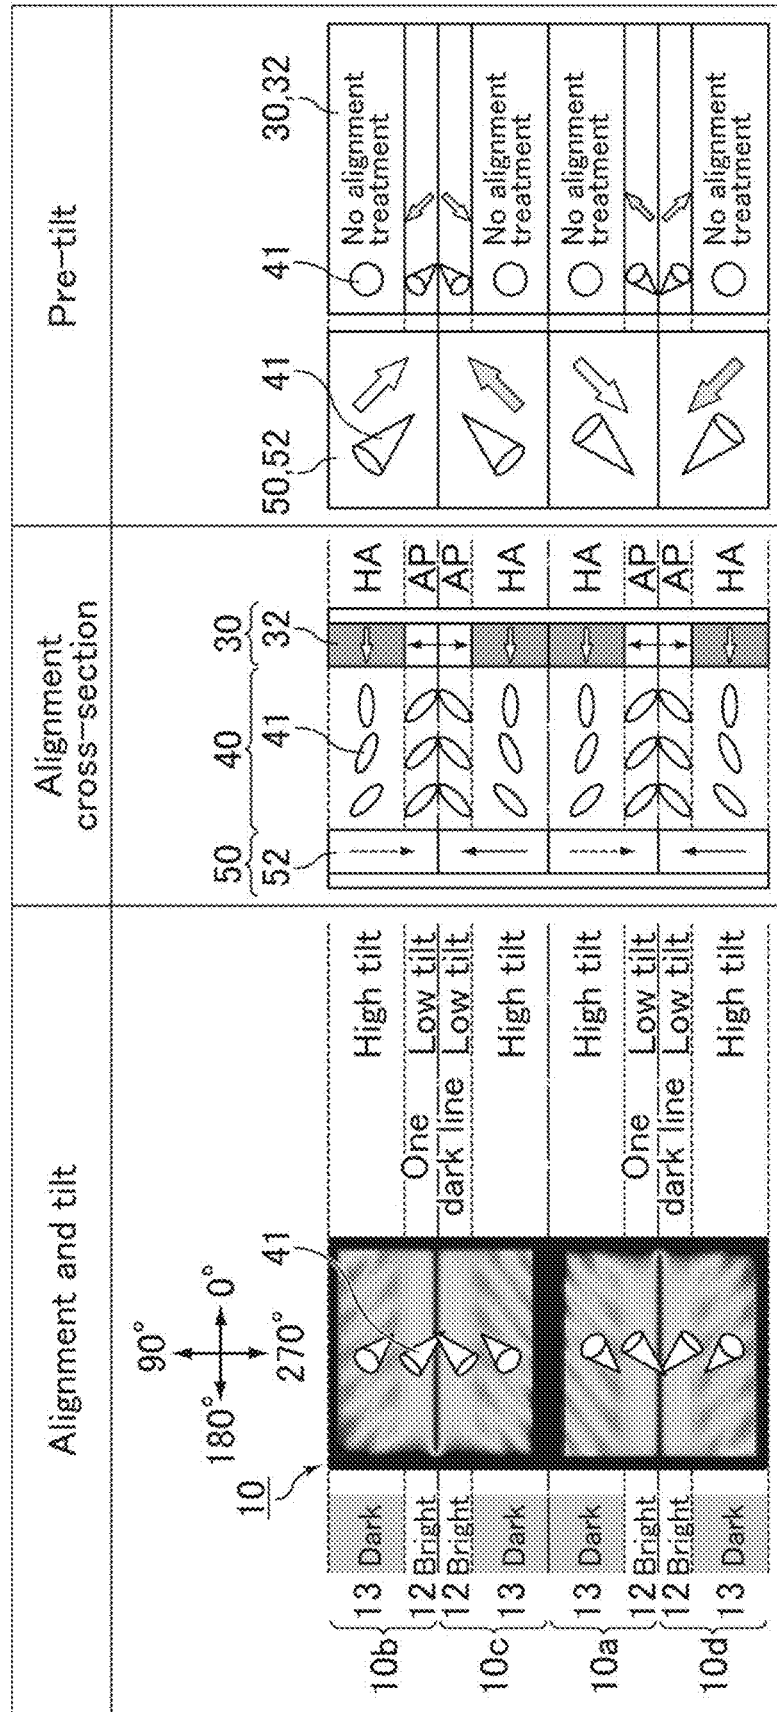 Alignment and tilt
90°
180° 0°
270°
10
41
10b
13 Dark
12 Bright
10c
12 Bright
13 Dark
10a
13 Dark
12 Bright
10d
12 Bright
13 Dark
High tilt
One Low tilt
dark line Low tilt
High tilt
High tilt
One Low tilt
dark line Low tilt
High tilt
Alignment
cross-section
50 40 30
52 41 32
HA
AP
AP
HA
HA
AP
AP
HA
Pre-tilt
50,52 41
41 30,32
No alignment
treatment
No alignment
treatment
No alignment
treatment
No alignment
treatment